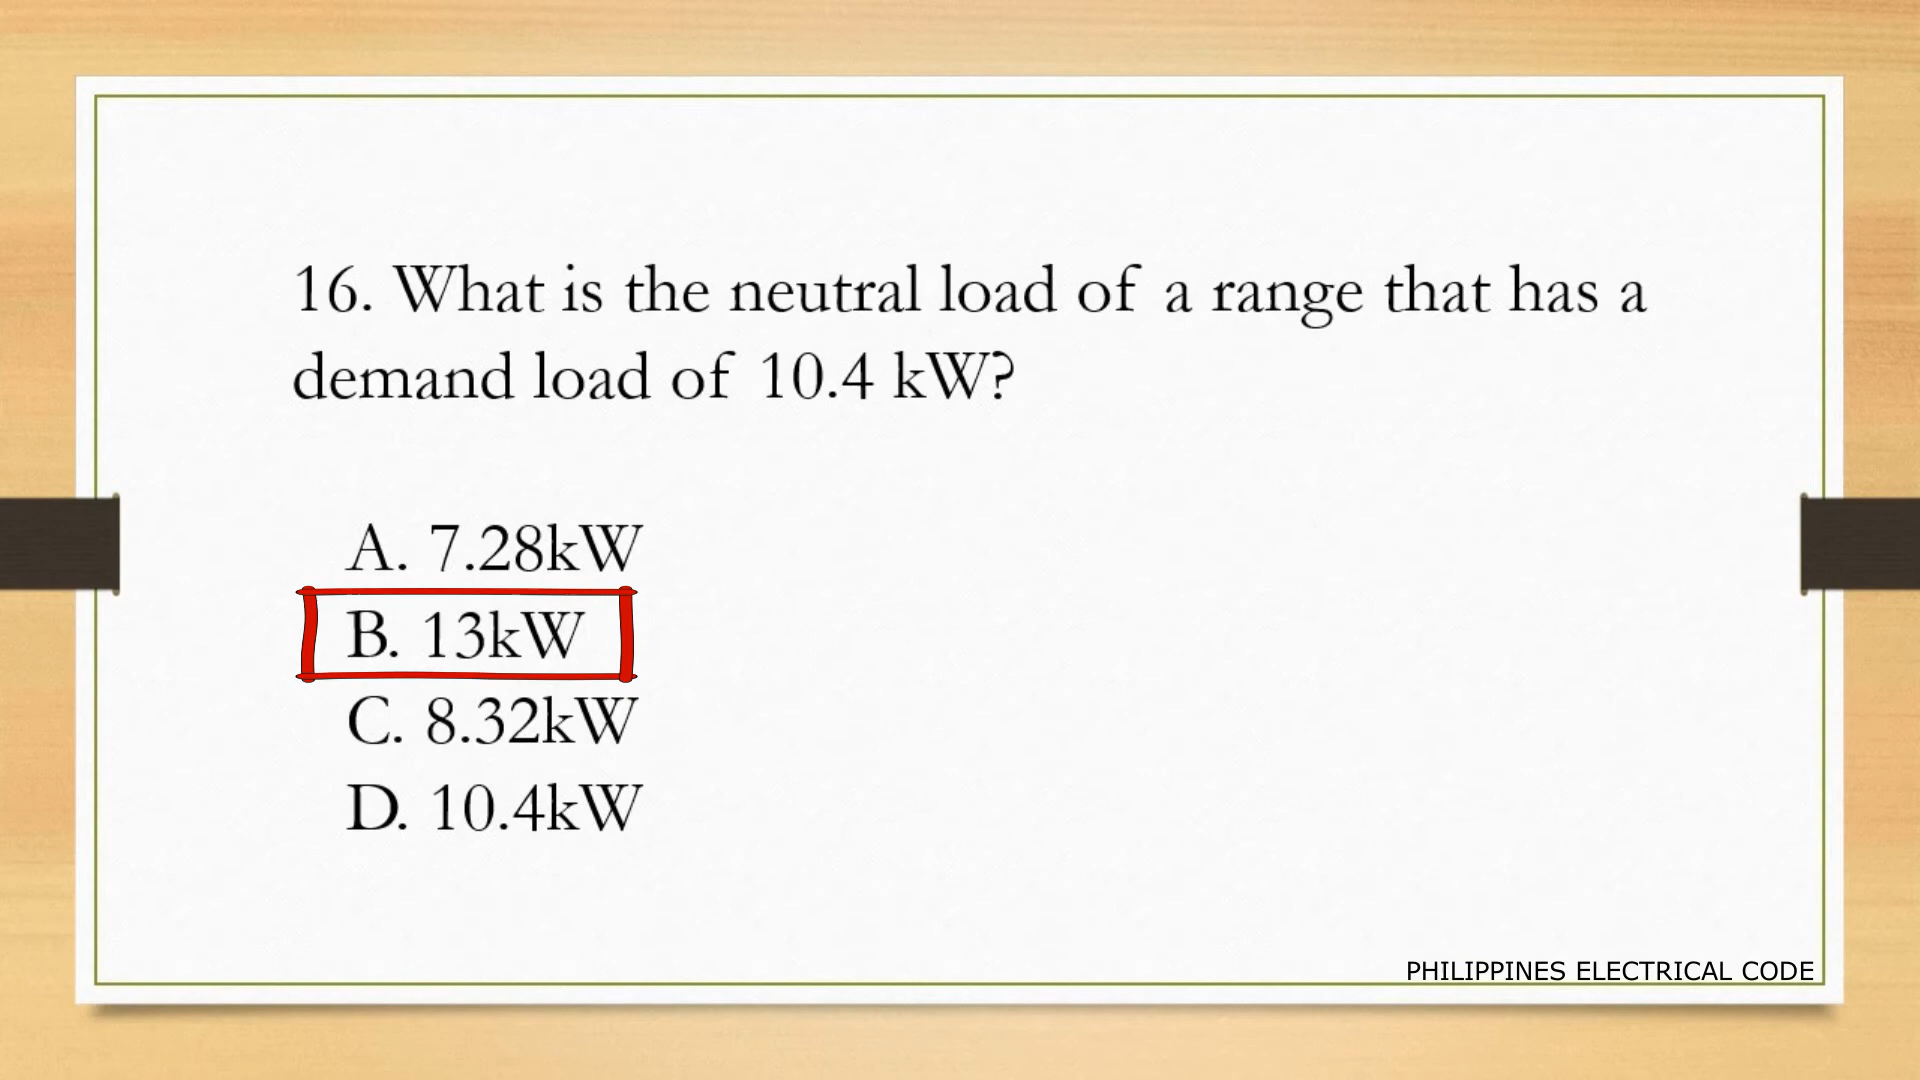 16. What is the neutral load of a range that has a
demand load of 10.4 kW?
A. 7.28kW
B. 13kW
C. 8.32kW
D. 10.4kW
PHILIPPINES ELECTRICAL CODE